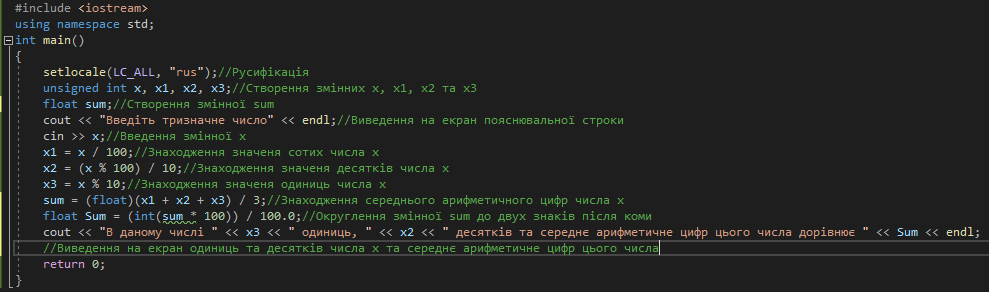 #include <iostream>
using namespace std;
int main()
{
setlocale(LC_ALL, "rus");//Русифікація
unsigned int x, x1, x2, x3;//Створення змінних x, x1, x2 та x3
float sum;//Створення змінної sum
cout << "Введіть тризначне число" << endl;//Виведення на екран пояснювальної строки
cin >> x;//Введення змінної x
x1 = x / 100;//Знаходження значеня сотих числа x
x2 = (x % 100) / 10;//Знаходження значеня десятків числа x
x3 = x % 10;//Знаходження значеня одиниць числа x
sum = (float)(x1 + x2 + x3) / 3;//Знаходження середнього арифметичного цифр числа x
float Sum = (int(sum * 100)) / 100.0;//Округлення змінної sum до двух знаків після коми
cout << "В даному числі " << x3 << " одиниць, " << x2 << " десятків та середнє арифметичне цифр цього числа дорівнює " << Sum << endl;
//Виведення на екран одиниць та десятків числа x та середнє арифметичне цифр цього числа
return 0;
}